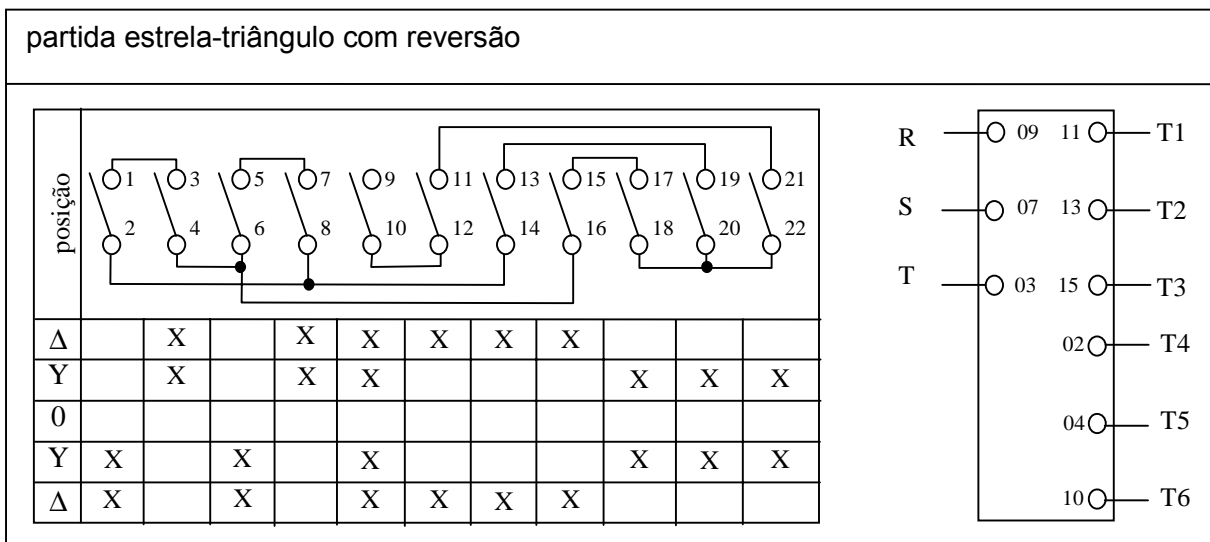 partida estrela-triângulo com reversão
posição
1 3 5 7 9 11 13 15 17 19 21
2 4 6 8 10 12 14 16 18 20 22
Δ X X X X X X
Y X X X X X X
0
Y X X X X X X
Δ X X X X X X
R 09 11 T1
S 07 13 T2
T 03 15 T3
02 T4
04 T5
10 T6